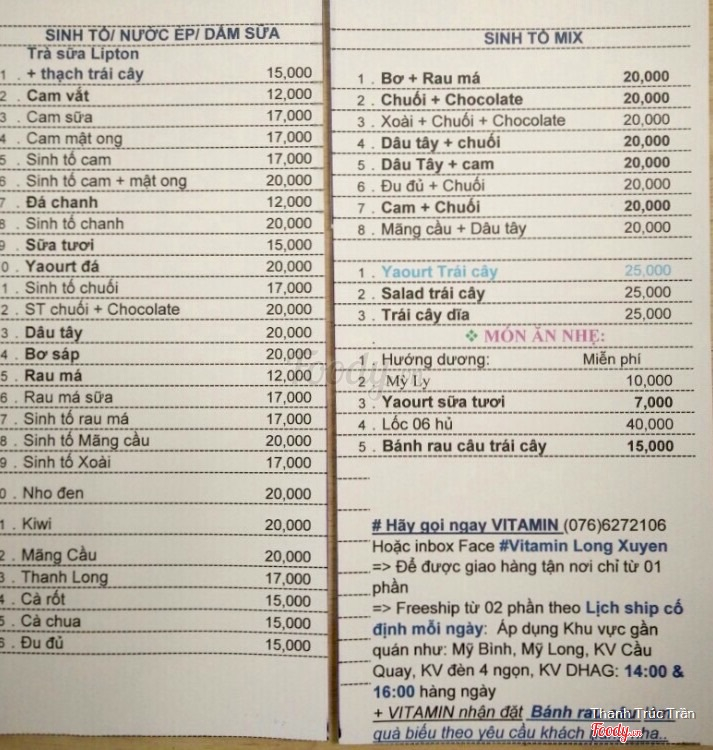 SINH TỐ/ NƯỚC ÉP/ DẦM SỮA
Trà sữa Lipton
1 . + thạch trái cây 15,000
2 . Cam vắt 12,000
3 . Cam sữa 17,000
4 . Cam mật ong 17,000
5 . Sinh tố cam 17,000
6 . Sinh tố cam + mật ong 20,000
7 . Đá chanh 12,000
8 . Sinh tố chanh 20,000
9 . Sữa tươi 15,000
0 . Yaourt đá 20,000
1 . Sinh tố chuối 17,000
2 . ST chuối + Chocolate 20,000
3 . Dâu tây 20,000
4 . Bơ sáp 20,000
5 . Rau má 12,000
6 . Rau má sữa 17,000
7 . Sinh tố rau má 17,000
8 . Sinh tố Mãng cầu 20,000
9 . Sinh tố Xoài 17,000
0 . Nho đen 20,000
1 . Kiwi 20,000
2 . Mãng Cầu 20,000
3 . Thanh Long 17,000
4 . Cà rốt 15,000
5 . Cà chua 15,000
6 . Đu đủ 15,000
SINH TỐ MIX
1 . Bơ + Rau má 20,000
2 . Chuối + Chocolate 20,000
3 . Xoài + Chuối + Chocolate 20,000
4 . Dâu tây + chuối 20,000
5 . Dâu Tây + cam 20,000
6 . Đu đủ + Chuối 20,000
7 . Cam + Chuối 20,000
8 . Mãng cầu + Dâu tây 20,000
1 . Yaourt Trái cây 25,000
2 . Salad trái cây 25,000
3 . Trái cây dĩa 25,000
❖ MÓN ĂN NHẸ:
1 . Hướng dương: Miễn phí
2 Mỳ Ly 10,000
3 . Yaourt sữa tươi 7,000
4 . Lốc 06 hủ 40,000
5 . Bánh rau câu trái cây 15,000
# Hãy gọi ngay VITAMIN (076)6272106
Hoặc inbox Face #Vitamin Long Xuyen
=> Để được giao hàng tận nơi chỉ từ 01
phần
=> Freeship từ 02 phần theo Lịch ship cố
định mỗi ngày: Áp dụng Khu vực gần
quán như: Mỹ Bình, Mỹ Long, KV Cầu
Quay, KV đèn 4 ngọn, KV DHAG: 14:00 &
16:00 hàng ngày
+ VITAMIN nhận đặt Bánh rau
quà biếu theo yêu cầu khách
Thanh Trúc Trần
Foody.vn